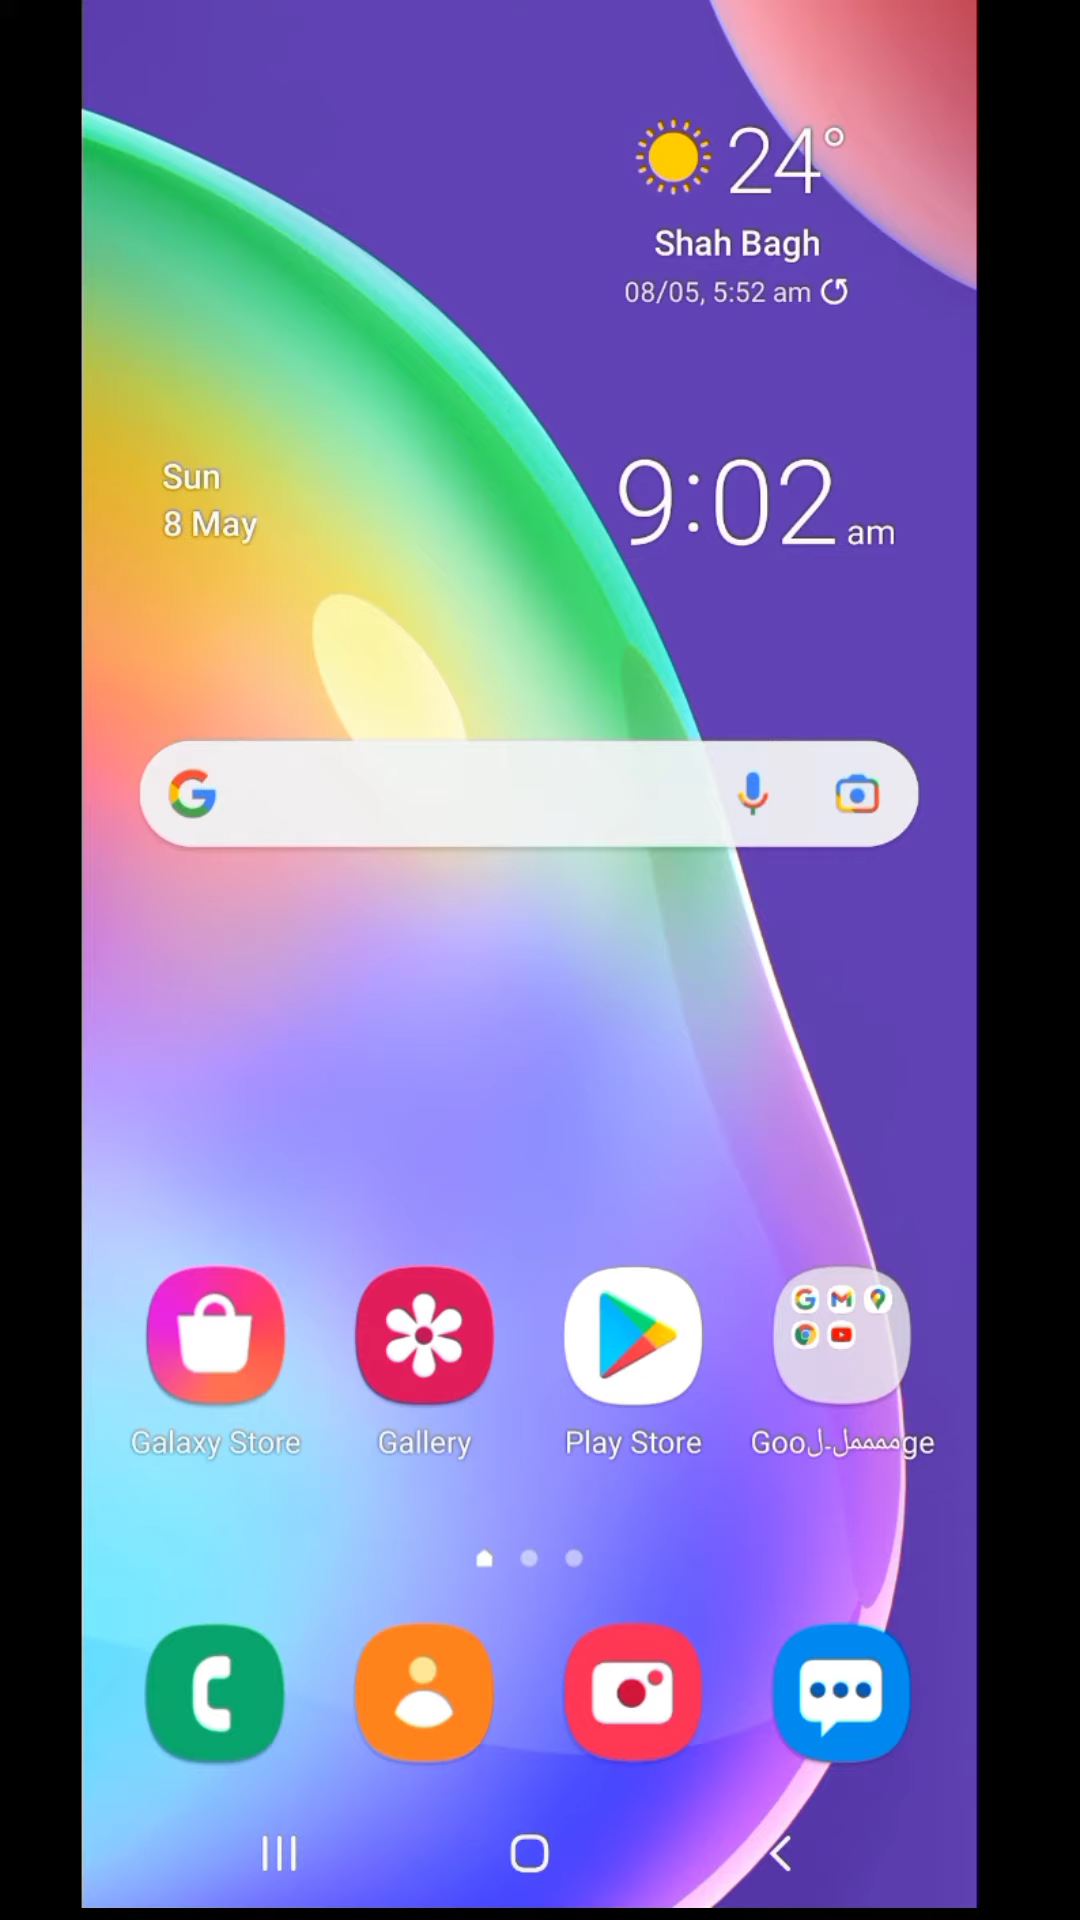 24°
Shah Bagh
08/05, 5:52 am
Sun
8 May
9:02 am
Galaxy Store
Gallery
Play Store